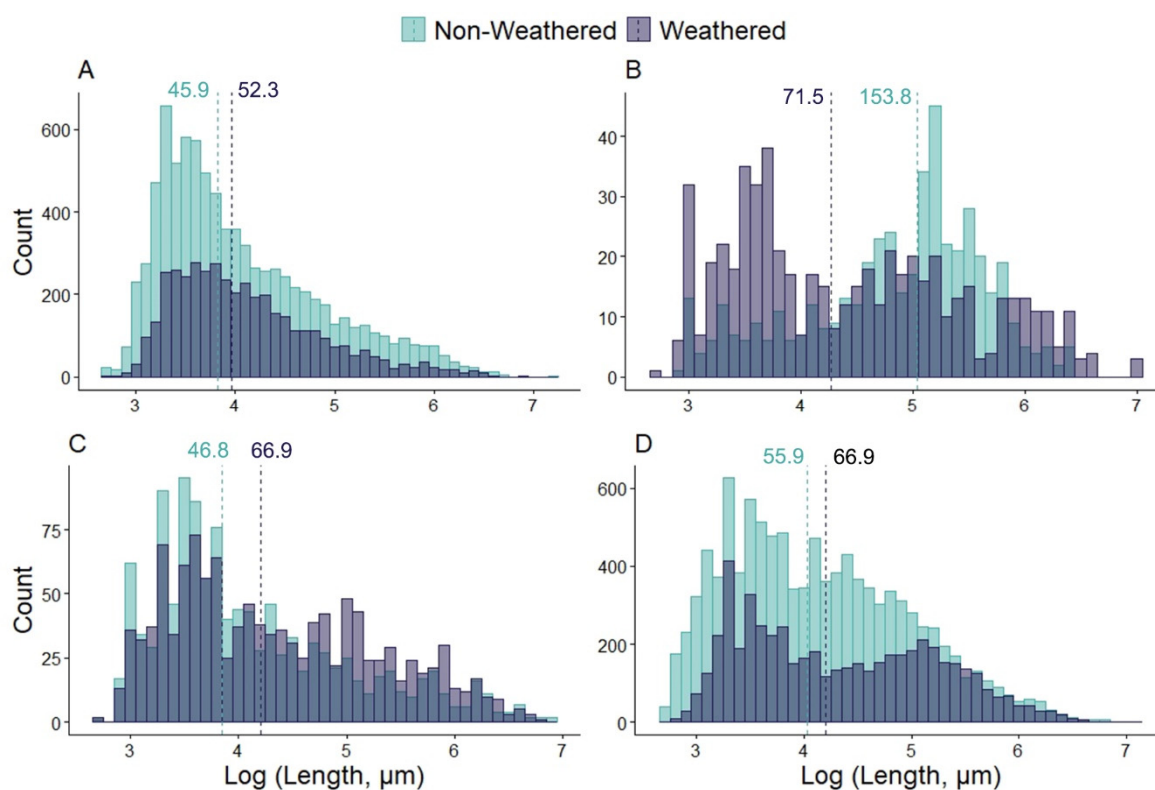 Non-Weathered Weathered
A
45.9 52.3
600
400
200
0
3 4 5 6 7
Count
B
71.5 153.8
40
30
20
10
0
3 4 5 6 7
C
46.8 66.9
75
50
25
0
3 4 5 6 7
Count
Log (Length, µm)
D
55.9 66.9
600
400
200
0
3 4 5 6 7
Log (Length, µm)